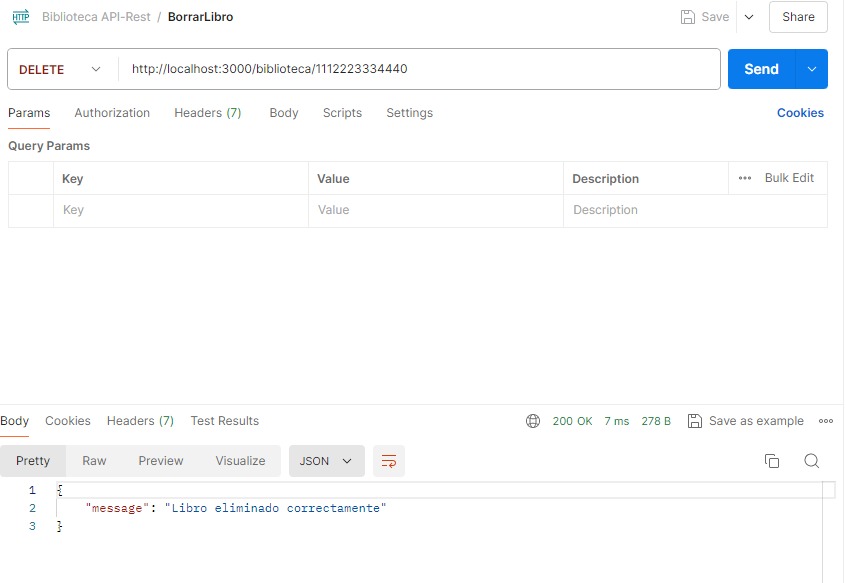 HTTP Biblioteca API-Rest / BorrarLibro Save Share
DELETE http://localhost:3000/biblioteca/1112223334440 Send
Params Authorization Headers (7) Body Scripts Settings Cookies
Query Params
Key Value Description ••• Bulk Edit
Key Value Description
Body Cookies Headers (7) Test Results 200 OK 7 ms 278 B Save as example •••
Pretty Raw Preview Visualize JSON
1 {
2 "message": "Libro eliminado correctamente"
3 }